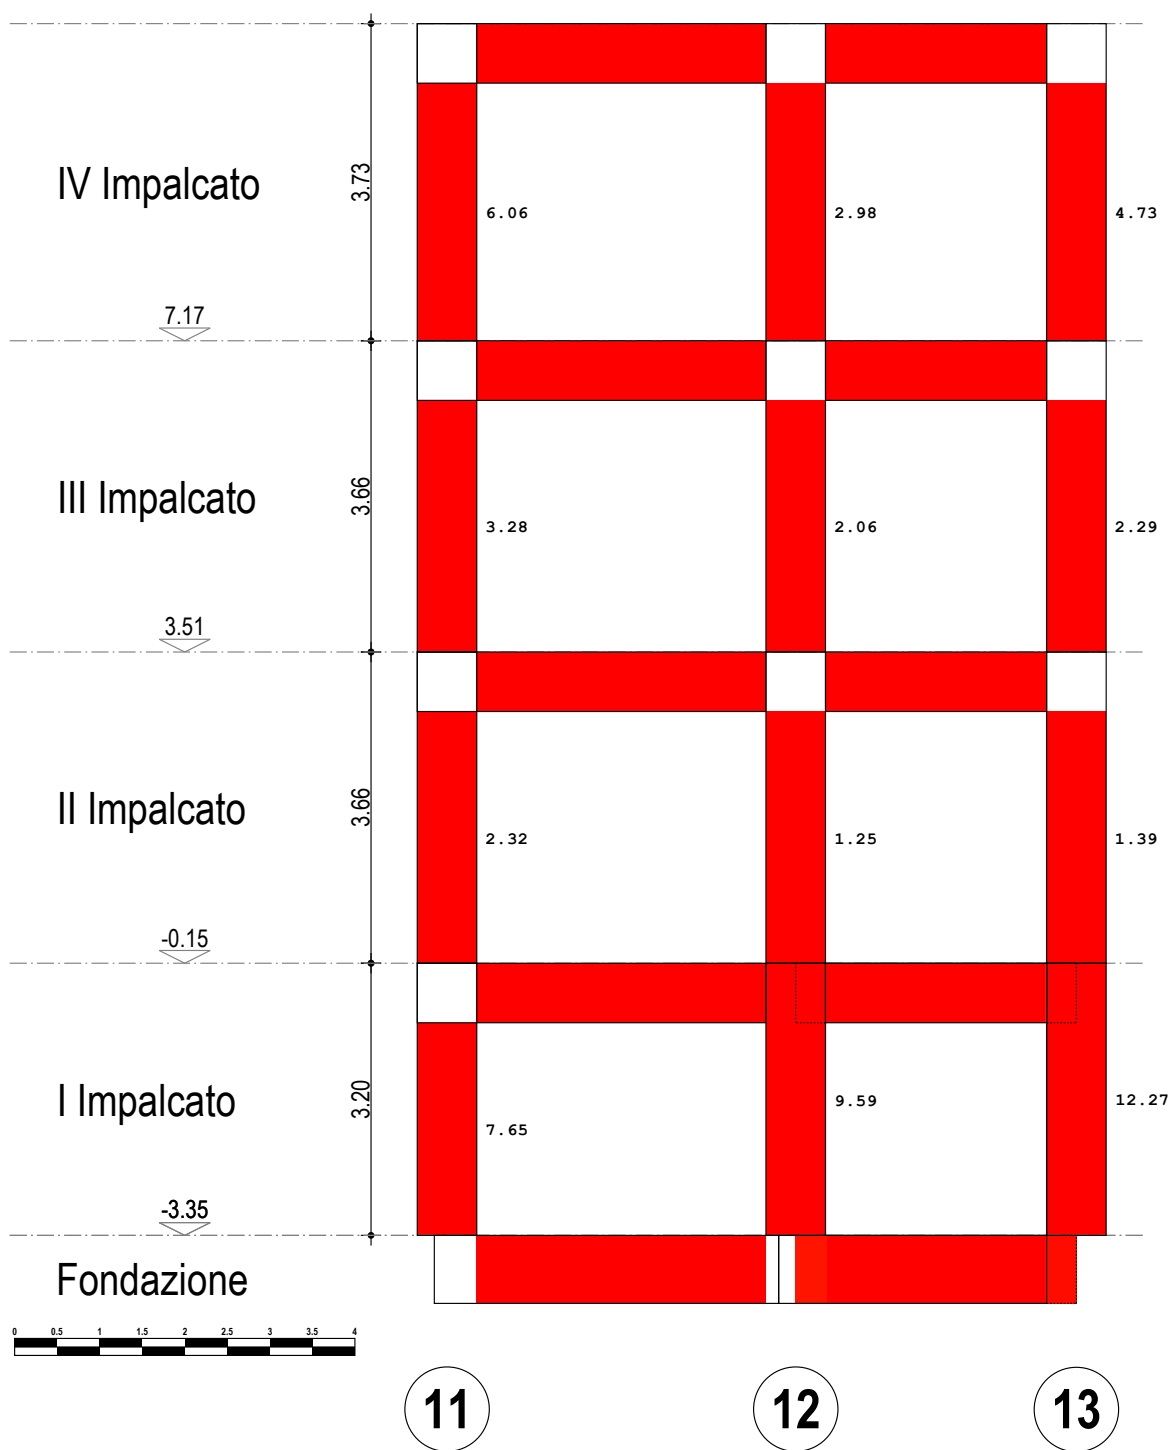 IV Impalcato
3.73
6.06
2.98
4.73
7.17
III Impalcato
3.66
3.28
2.06
2.29
3.51
II Impalcato
3.66
2.32
1.25
1.39
-0.15
I Impalcato
3.20
7.65
9.59
12.27
-3.35
Fondazione
0 0.5 1 1.5 2 2.5 3 3.5 4
11 12 13